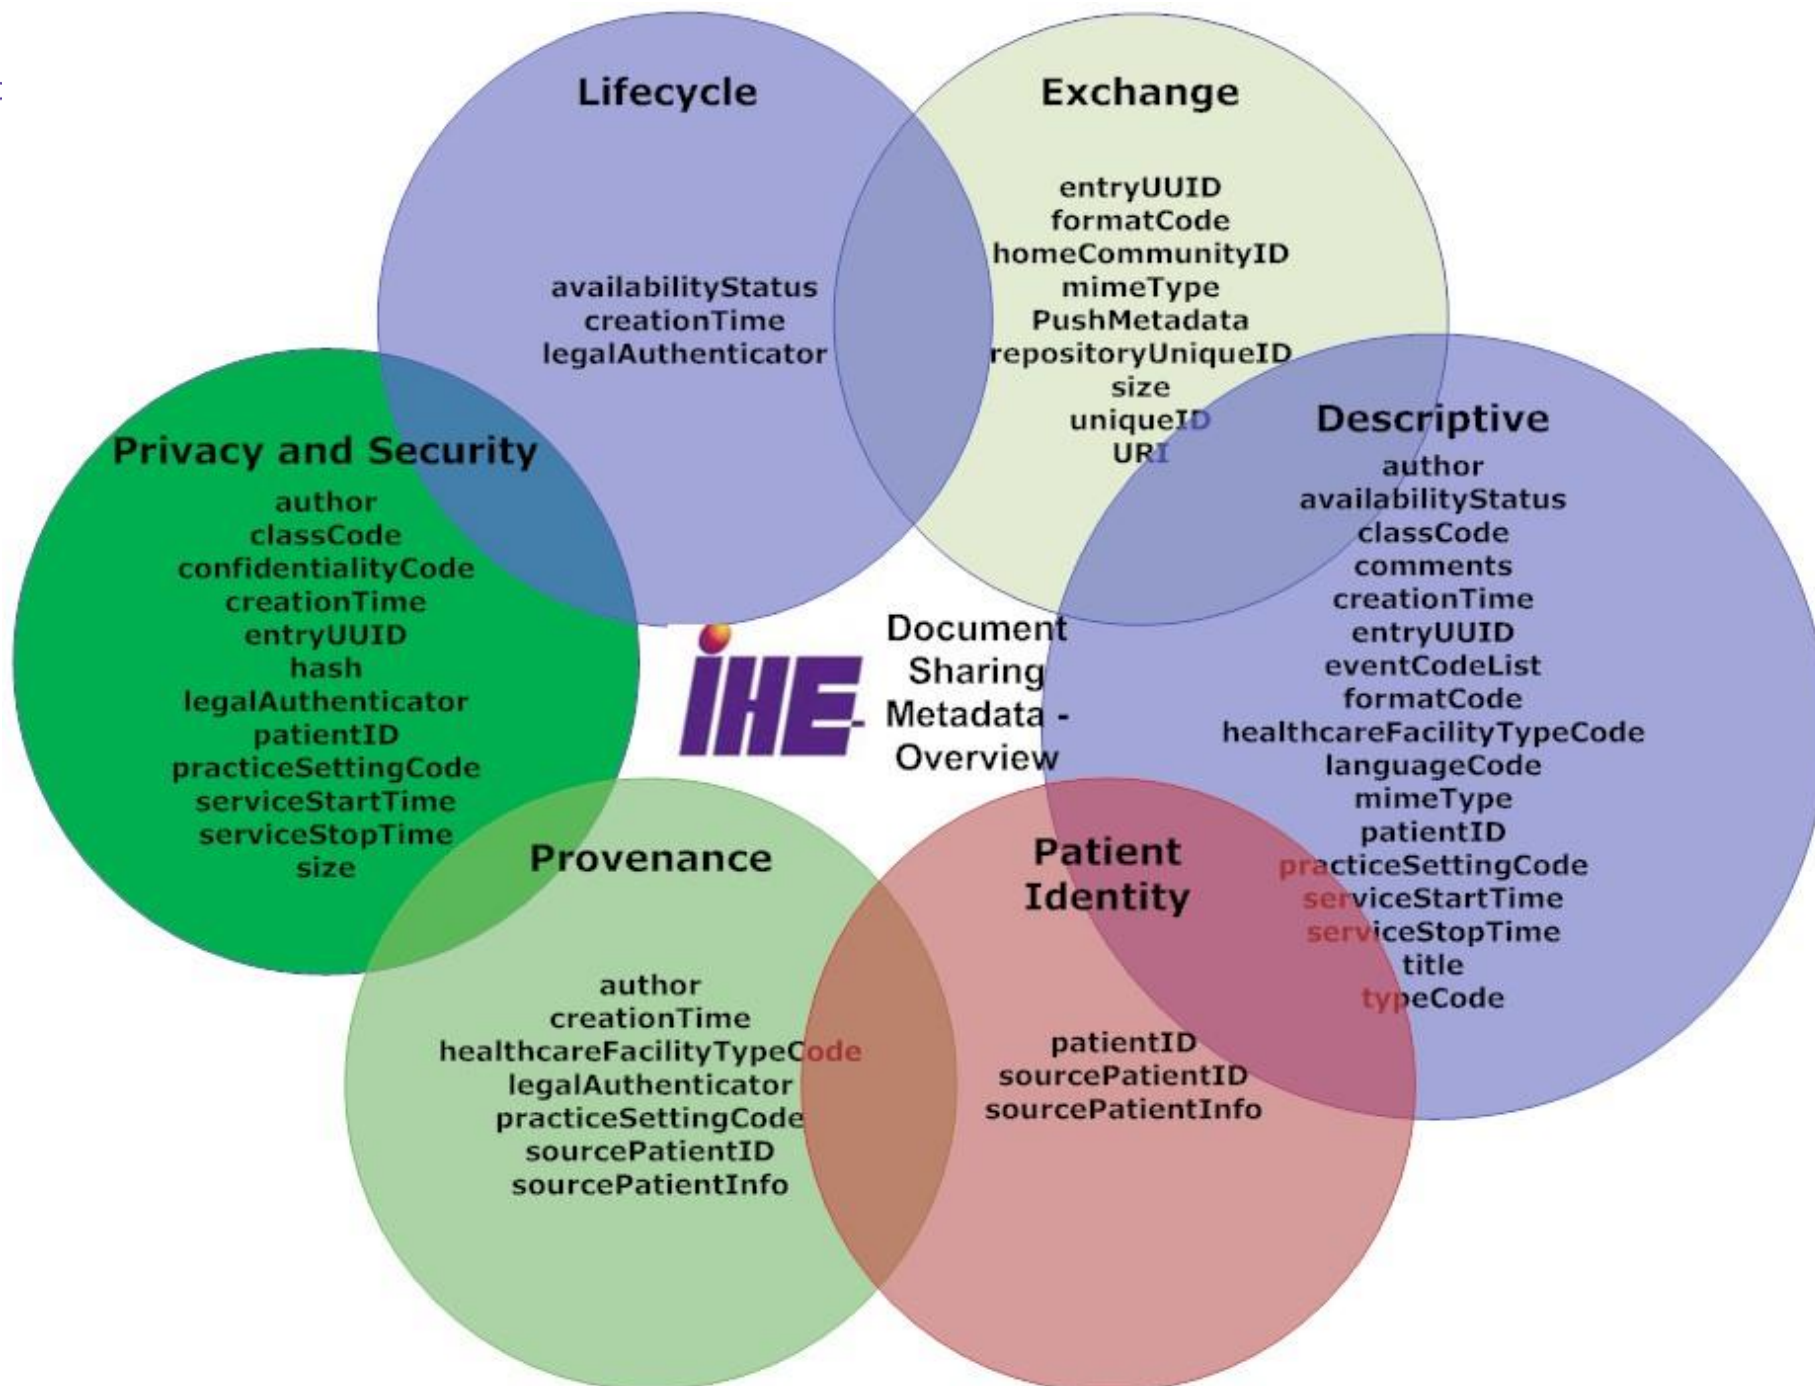 Lifecycle
availabilityStatus
creationTime
legalAuthenticator
Exchange
entryUUID
formatCode
homeCommunityID
mimeType
PushMetadata
repositoryUniqueID
size
uniqueID
URI
Privacy and Security
author
classCode
confidentialityCode
creationTime
entryUUID
hash
legalAuthenticator
patientID
practiceSettingCode
serviceStartTime
serviceStopTime
size
IHE
Document
Sharing
Metadata -
Overview
Descriptive
author
availabilityStatus
classCode
comments
creationTime
entryUUID
eventCodeList
formatCode
healthcareFacilityTypeCode
languageCode
mimeType
patientID
practiceSettingCode
serviceStartTime
serviceStopTime
title
typeCode
Provenance
author
creationTime
healthcareFacilityTypeCode
legalAuthenticator
practiceSettingCode
sourcePatientID
sourcePatientInfo
Patient
Identity
patientID
sourcePatientID
sourcePatientInfo